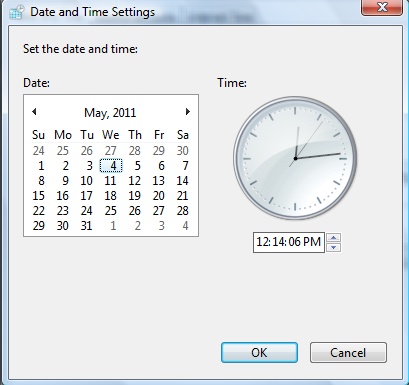 Date and Time Settings
Set the date and time:
Date:
Time:
May, 2011
Su Mo Tu We Th Fr Sa
24 25 26 27 28 29 30
1 2 3 4 5 6 7
8 9 10 11 12 13 14
15 16 17 18 19 20 21
22 23 24 25 26 27 28
29 30 31 1 2 3 4
12:14:06 PM
OK
Cancel